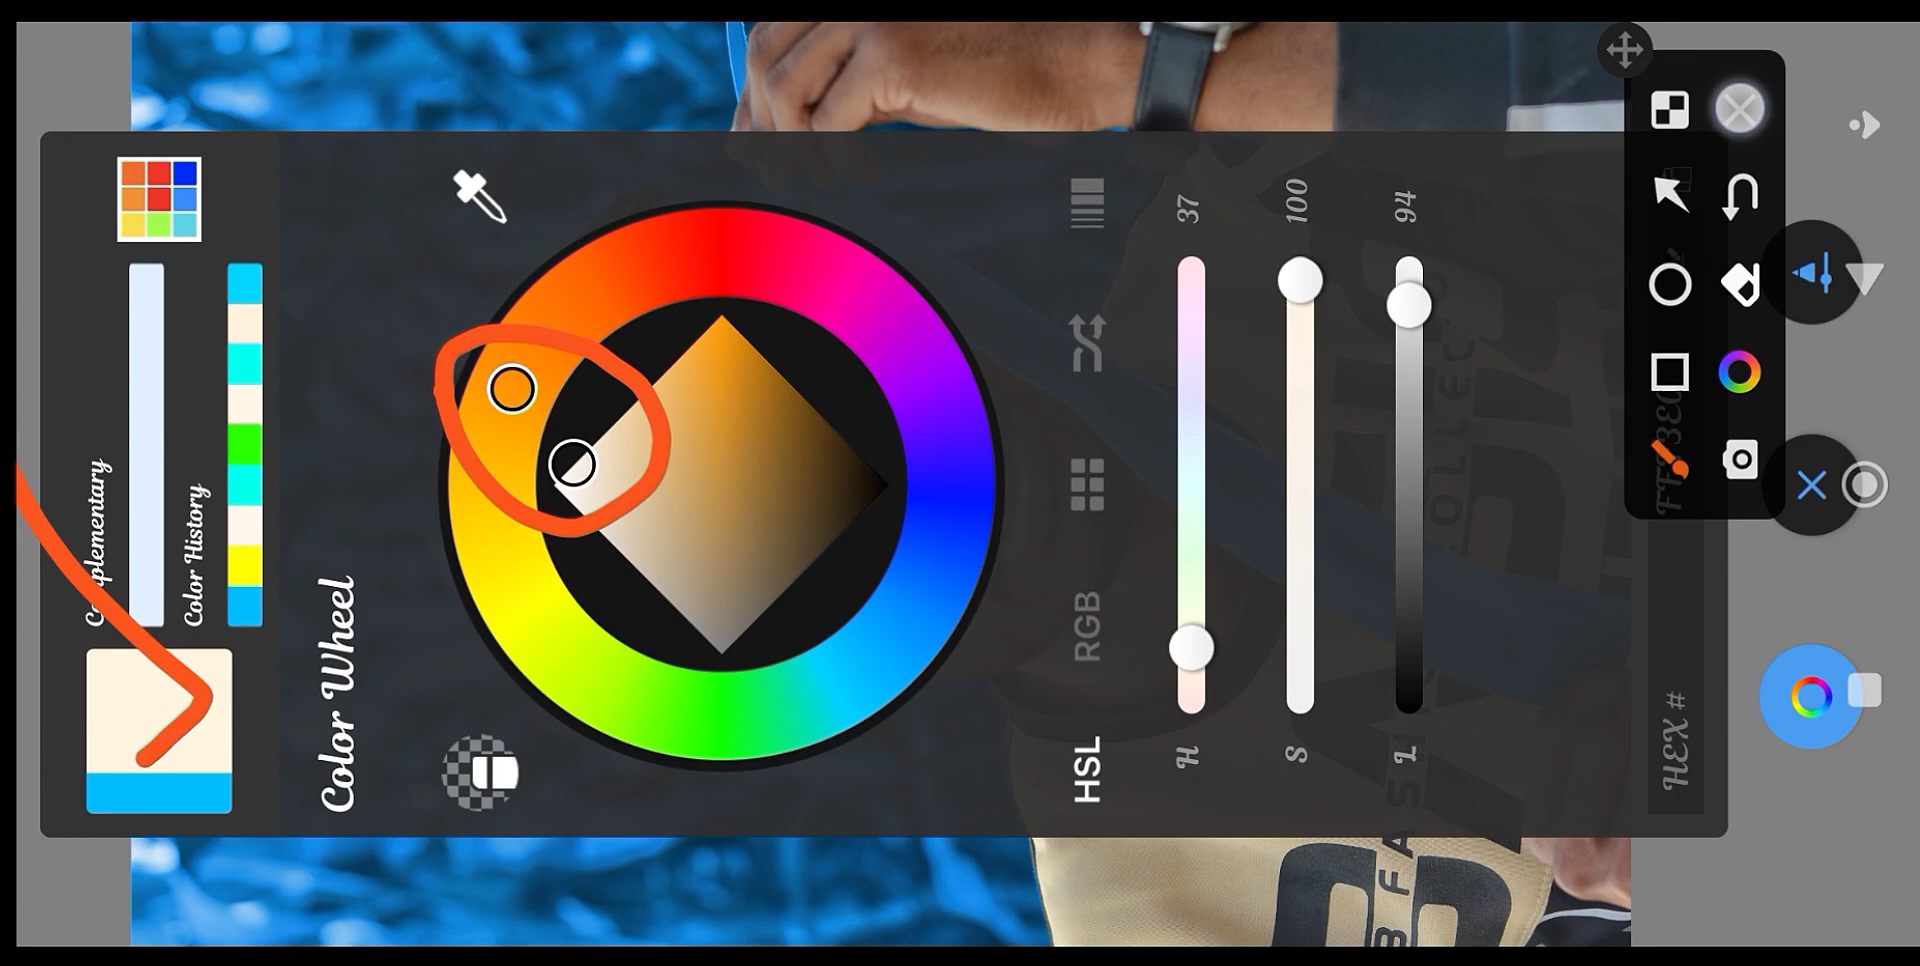 Complementary
Color History
Color Wheel
HSL RGB
H 37
S 100
L 94
HEX #